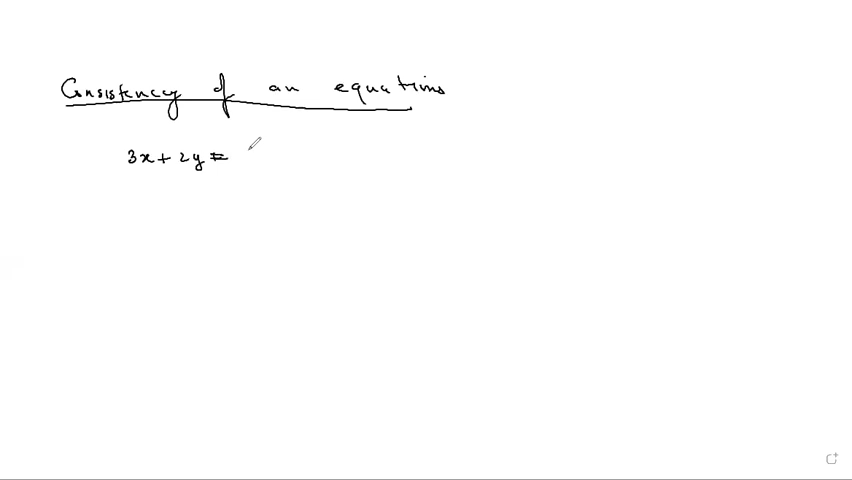 Consistency of an equations
3x + 2y =